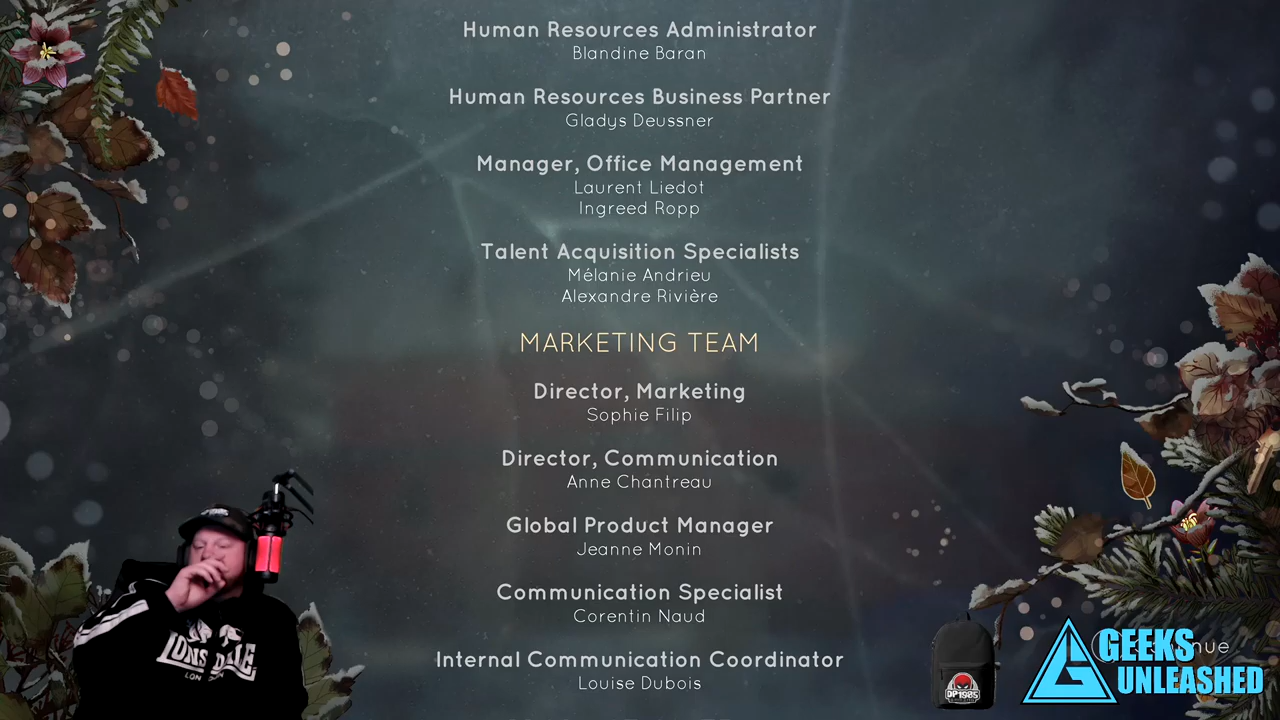 Human Resources Administrator
Blandine Baran
Human Resources Business Partner
Gladys Deussner
Manager, Office Management
Laurent Liedot
Ingreed Ropp
Talent Acquisition Specialists
Mélanie Andrieu
Alexandre Rivière
MARKETING TEAM
Director, Marketing
Sophie Filip
Director, Communication
Anne Chantreau
Global Product Manager
Jeanne Monin
Communication Specialist
Corentin Naud
Internal Communication Coordinator
Louise Dubois
LONSDALE
LONDON
DP1985
GEEKS
UNLEASHED